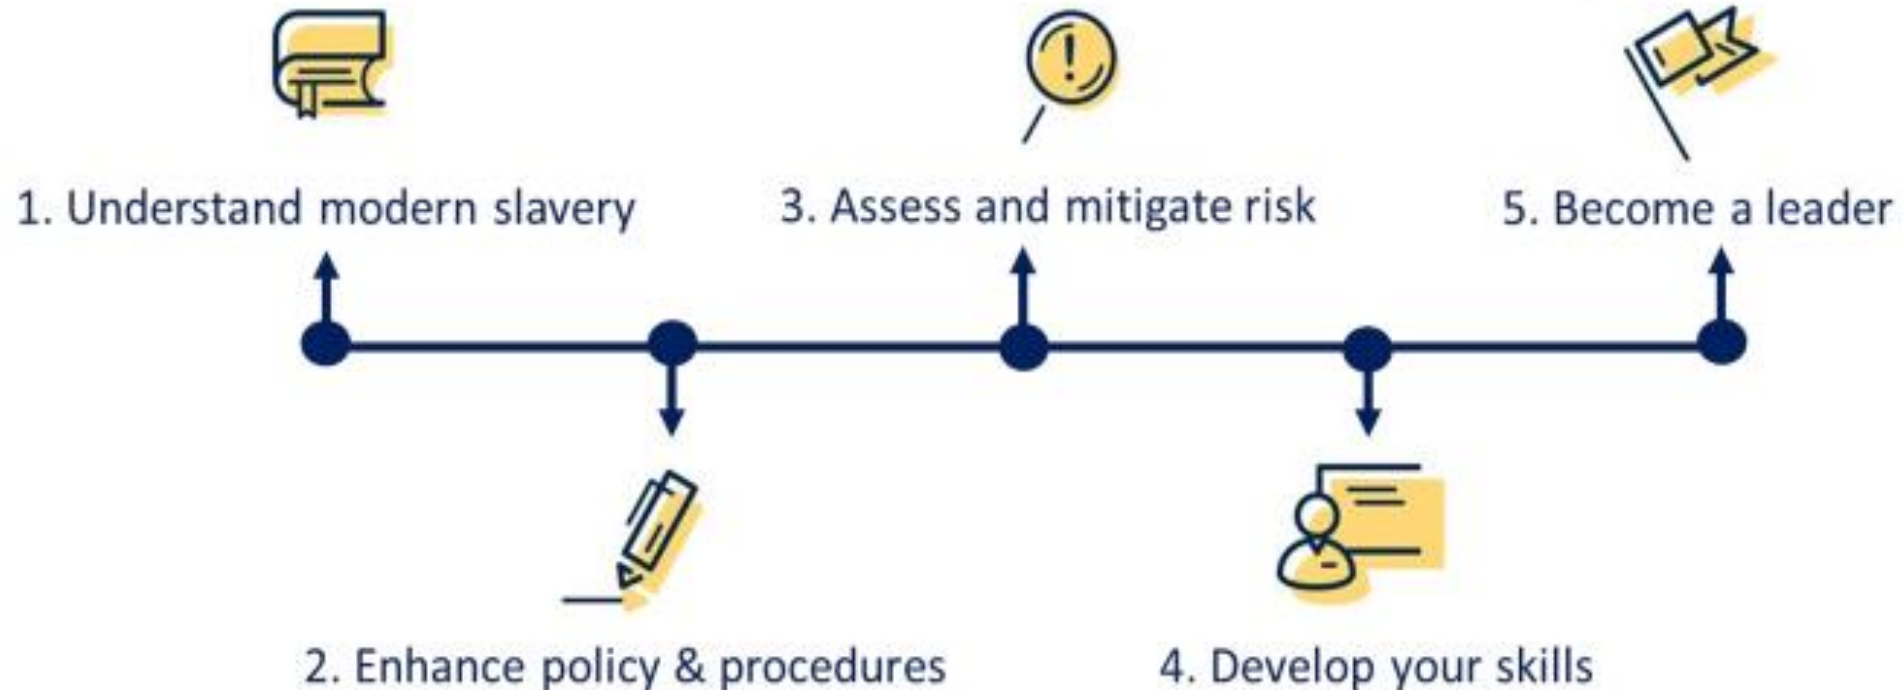 1. Understand modern slavery
2. Enhance policy & procedures
3. Assess and mitigate risk
4. Develop your skills
5. Become a leader